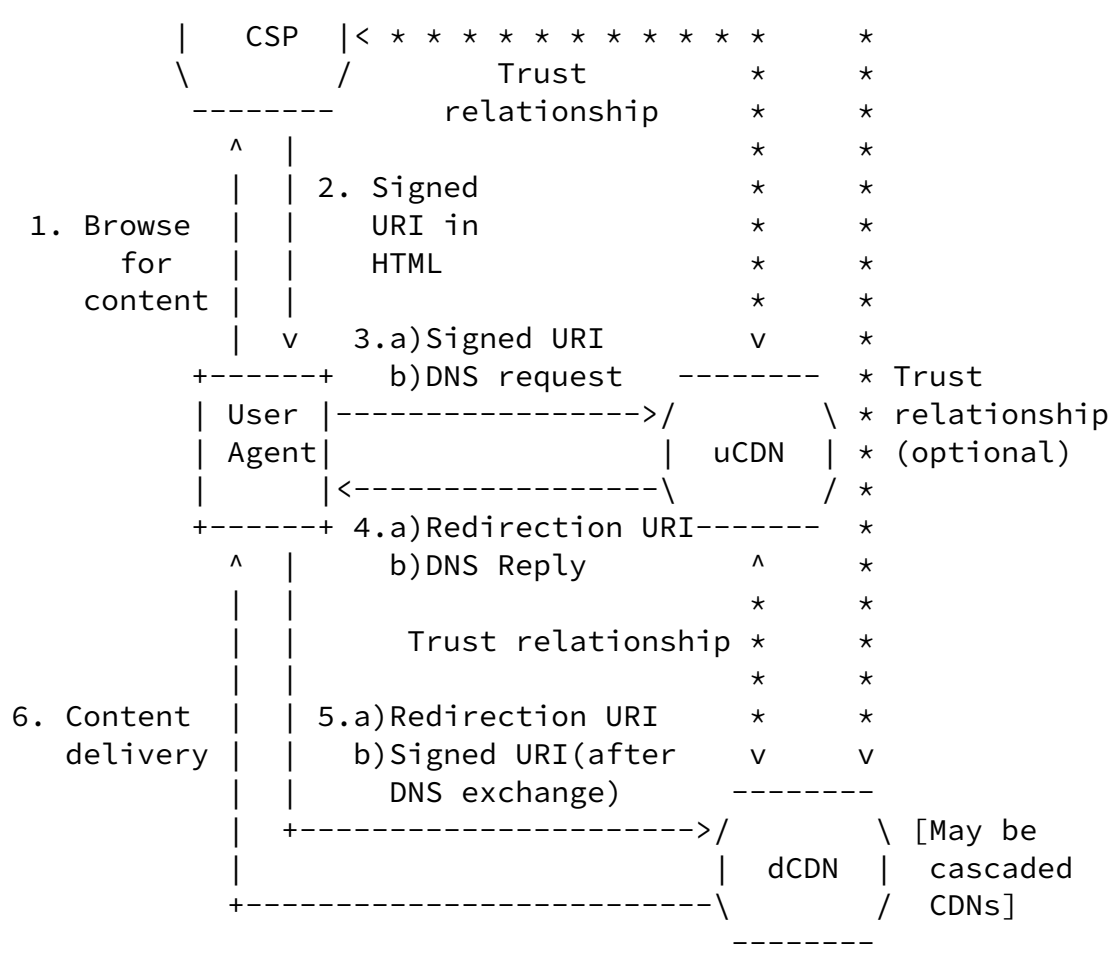 |   CSP  |< * * * * * * * * * * *     *
\        /        Trust         *     *
 --------      relationship     *     *
   ^  |                         *     *
   |  | 2. Signed               *     *
1. Browse  |  |    URI in       *     *
for   |  |    HTML              *     *
content |  |                    *     *
|  v   3.a)Signed URI        v     *
+------+   b)DNS request   --------  * Trust
| User |----------------->/        \ * relationship
| Agent|                  |  uCDN  | * (optional)
|      |<-----------------\        / *
+------+ 4.a)Redirection URI-------  *
^  |     b)DNS Reply         ^     *
|  |                         *     *
|  |      Trust relationship *     *
|  |                         *     *
6. Content  |  | 5.a)Redirection URI     *     *
delivery |  |   b)Signed URI(after    v     v
|  |     DNS exchange)      --------
|  +---------------------->/        \ [May be
|                          |  dCDN  |  cascaded
+--------------------------\        /  CDNs]
--------